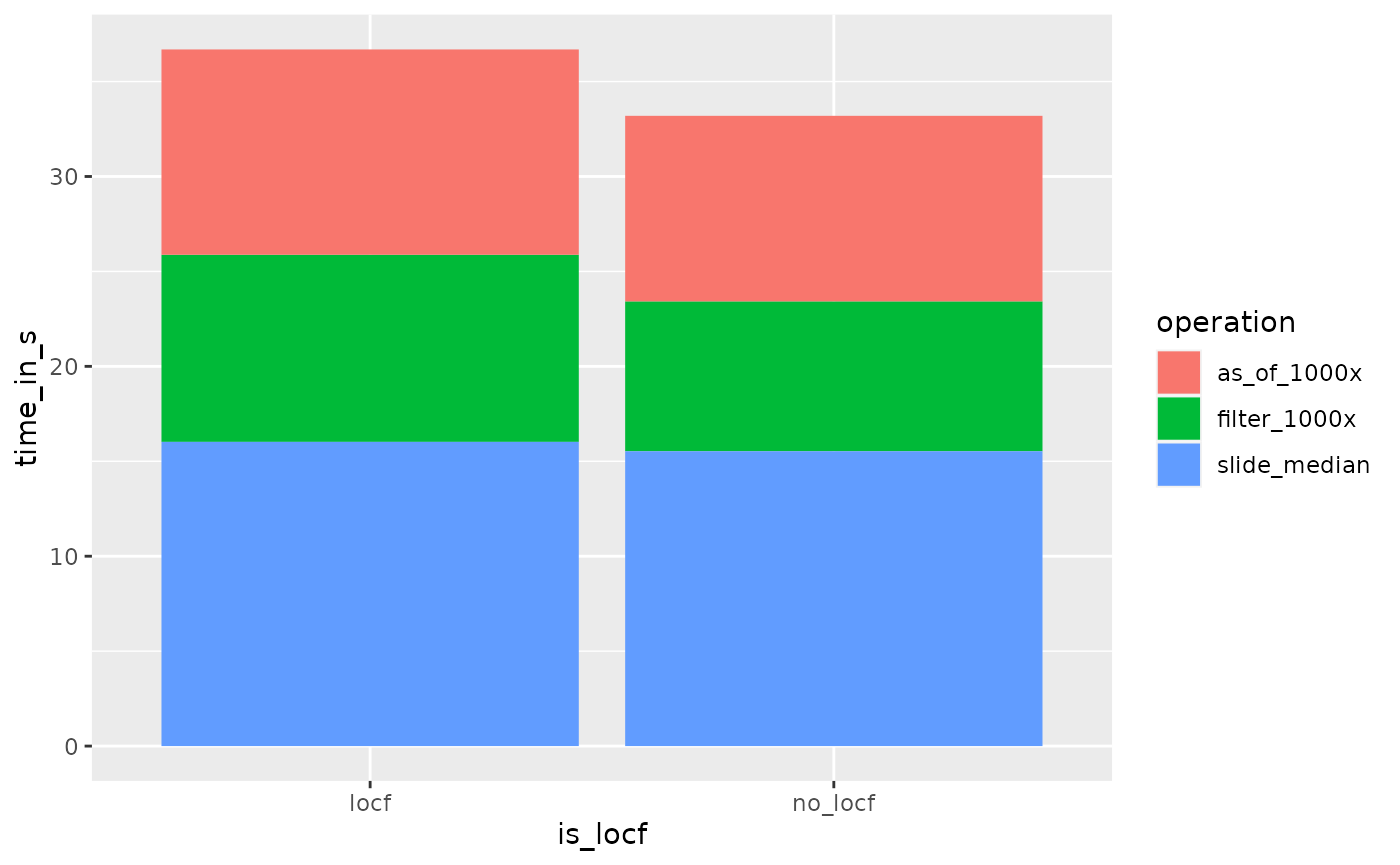 time_in_s
30
20
10
0
locf
no_locf
is_locf
operation
as_of_1000x
filter_1000x
slide_median